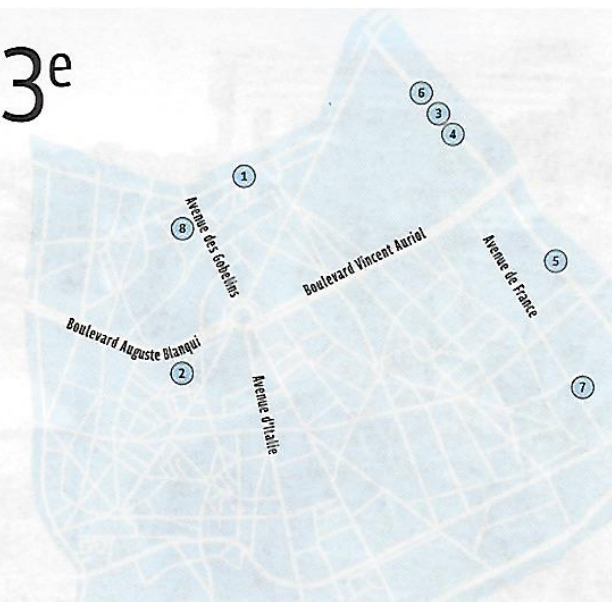 3e
6
3
4
1
Avenue des Gobelins
8
Boulevard Vincent Auriol
Avenue de France
5
Boulevard Auguste Blanqui
2
Avenue d'Italie
7